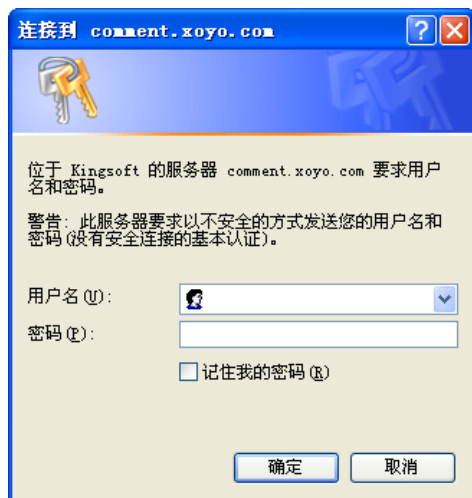 连接到 comment.xoyo.com
位于 Kingsoft 的服务器 comment.xoyo.com 要求用户
名和密码。
警告: 此服务器要求以不安全的方式发送您的用户名和
密码(没有安全连接的基本认证)。
用户名(U):
密码(P):
记住我的密码(R)
确定 取消